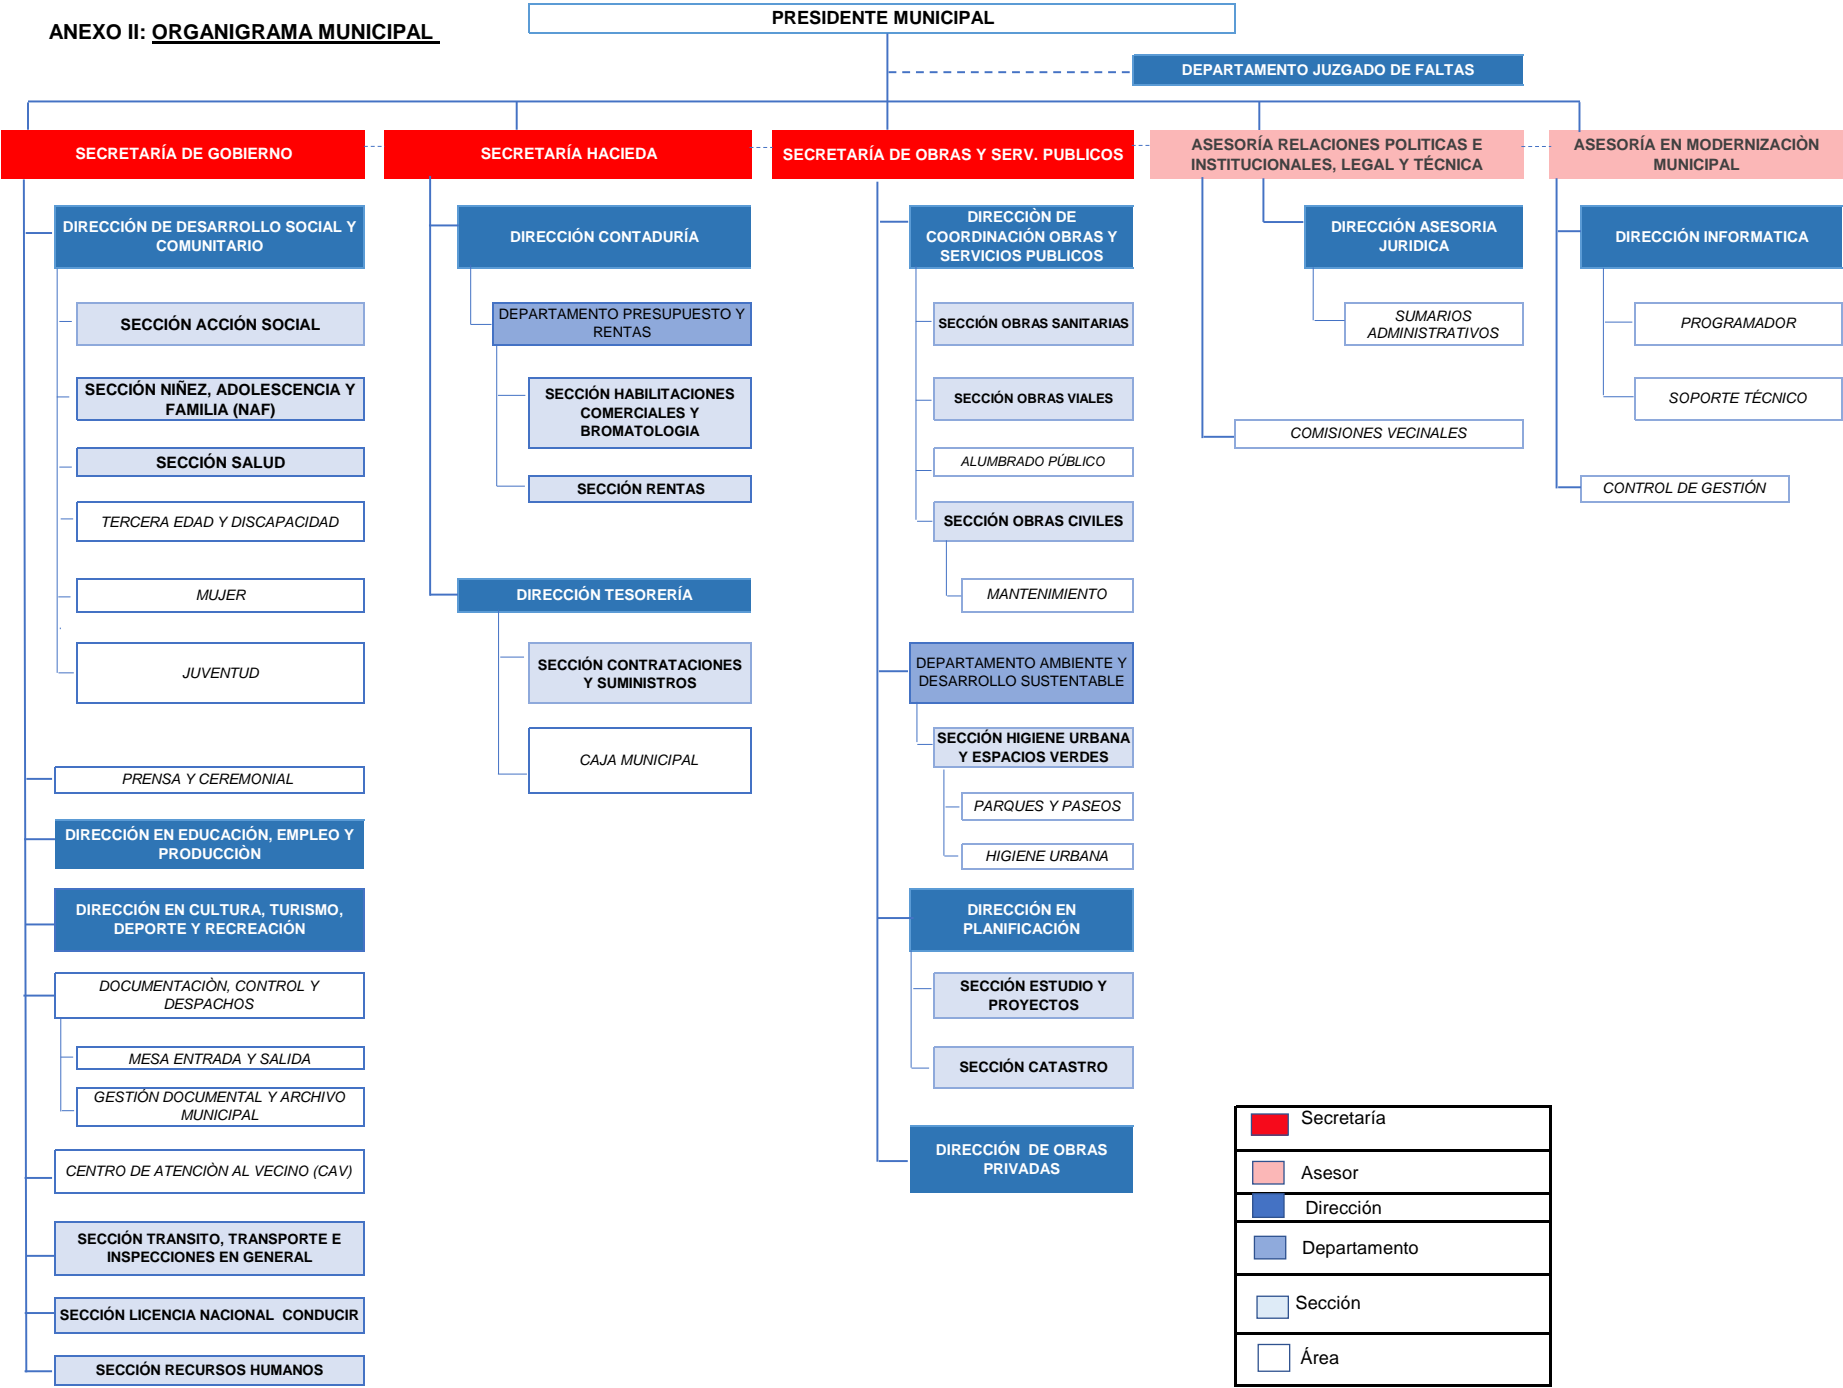 ANEXO II: ORGANIGRAMA MUNICIPAL
PRESIDENTE MUNICIPAL
DEPARTAMENTO JUZGADO DE FALTAS
SECRETARÍA DE GOBIERNO
SECRETARÍA HACIEDA
SECRETARÍA DE OBRAS Y SERV. PUBLICOS
ASESORÍA RELACIONES POLITICAS E
INSTITUCIONALES, LEGAL Y TÉCNICA
ASESORÍA EN MODERNIZACIÒN
MUNICIPAL
DIRECCIÓN DE DESARROLLO SOCIAL Y
COMUNITARIO
SECCIÓN ACCIÓN SOCIAL
SECCIÓN NIÑEZ, ADOLESCENCIA Y
FAMILIA (NAF)
SECCIÓN SALUD
TERCERA EDAD Y DISCAPACIDAD
MUJER
JUVENTUD
PRENSA Y CEREMONIAL
DIRECCIÓN EN EDUCACIÓN, EMPLEO Y
PRODUCCIÒN
DIRECCIÓN EN CULTURA, TURISMO,
DEPORTE Y RECREACIÓN
DOCUMENTACIÒN, CONTROL Y
DESPACHOS
MESA ENTRADA Y SALIDA
GESTIÓN DOCUMENTAL Y ARCHIVO
MUNICIPAL
CENTRO DE ATENCIÒN AL VECINO (CAV)
SECCIÓN TRANSITO, TRANSPORTE E
INSPECCIONES EN GENERAL
SECCIÓN LICENCIA NACIONAL CONDUCIR
SECCIÓN RECURSOS HUMANOS
DIRECCIÓN CONTADURÍA
DEPARTAMENTO PRESUPUESTO Y
RENTAS
SECCIÓN HABILITACIONES
COMERCIALES Y
BROMATOLOGIA
SECCIÓN RENTAS
DIRECCIÓN TESORERÍA
SECCIÓN CONTRATACIONES
Y SUMINISTROS
CAJA MUNICIPAL
DIRECCIÒN DE
COORDINACIÓN OBRAS Y
SERVICIOS PUBLICOS
SECCIÓN OBRAS SANITARIAS
SECCIÓN OBRAS VIALES
ALUMBRADO PÚBLICO
SECCIÓN OBRAS CIVILES
MANTENIMIENTO
DEPARTAMENTO AMBIENTE Y
DESARROLLO SUSTENTABLE
SECCIÓN HIGIENE URBANA
Y ESPACIOS VERDES
PARQUES Y PASEOS
HIGIENE URBANA
DIRECCIÓN EN
PLANIFICACIÓN
SECCIÓN ESTUDIO Y
PROYECTOS
SECCIÓN CATASTRO
DIRECCIÓN DE OBRAS
PRIVADAS
DIRECCIÓN ASESORIA
JURIDICA
SUMARIOS
ADMINISTRATIVOS
COMISIONES VECINALES
DIRECCIÓN INFORMATICA
PROGRAMADOR
SOPORTE TÉCNICO
CONTROL DE GESTIÓN
Secretaría
Asesor
Dirección
Departamento
Sección
Área